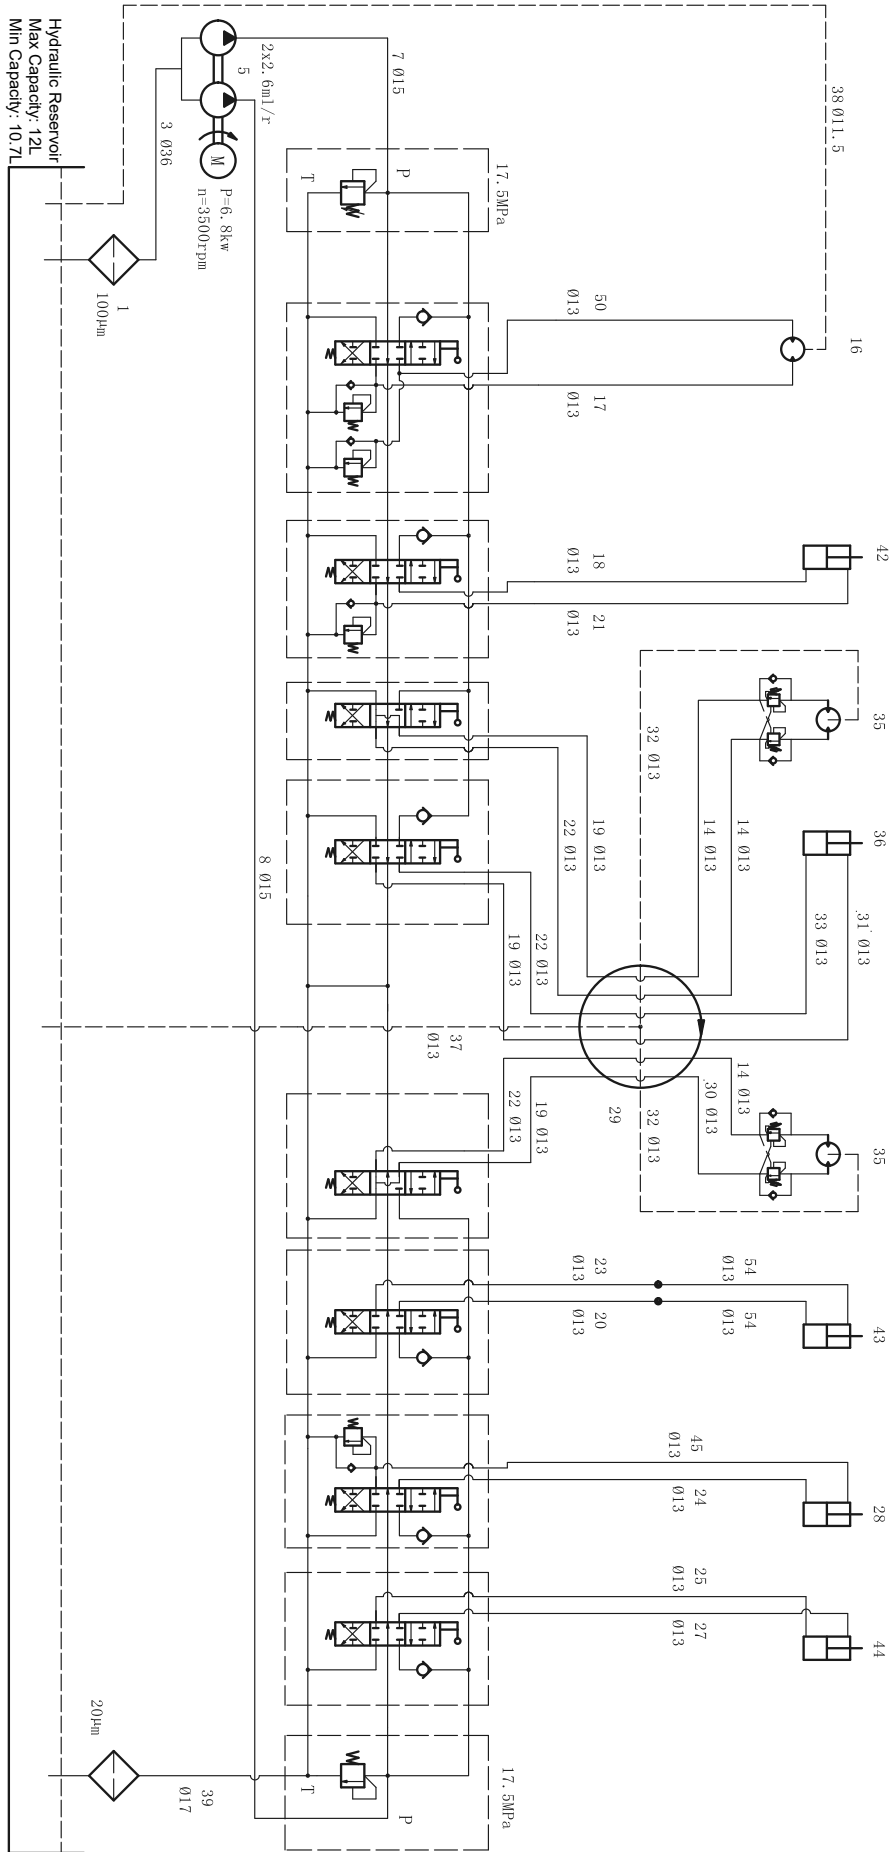 38 Ø11.5
7 Ø15
2x2.6ml/r
5
3 Ø36
M
P=6.8kw
n=3500rpm
Hydraulic Reservoir
Max Capacity: 12L
Min Capacity: 10.7L
1
100μm
17.5MPa
P
T
50
Ø13
17
Ø13
16
18
Ø13
21
Ø13
42
32 Ø13
35
14 Ø13
14 Ø13
19 Ø13
22 Ø13
8 Ø15
36
.31' Ø13
33 Ø13
22 Ø13
19 Ø13
37
Ø13
29
32 Ø13
14 Ø13
.30 Ø13
19 Ø13
22 Ø13
35
23
Ø13
20
Ø13
54
Ø13
54
Ø13
43
45
Ø13
24
Ø13
28
25
Ø13
27
Ø13
44
17.5MPa
P
T
39
Ø17
20μm